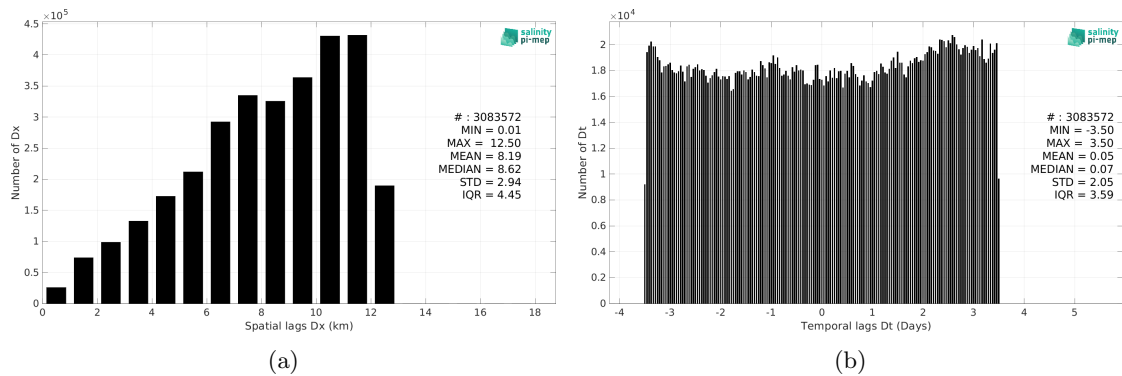 ×10⁵
4.5
4
3.5
3
2.5
2
1.5
1
0.5
0
Number of Dx
0 2 4 6 8 10 12 14 16 18
Spatial lags Dx (km)
salinity
pi-mep
# : 3083572
MIN = 0.01
MAX = 12.50
MEAN = 8.19
MEDIAN = 8.62
STD = 2.94
IQR = 4.45
(a)
×10⁴
2
1.8
1.6
1.4
1.2
1
0.8
0.6
0.4
0.2
0
Number of Dt
-4 -3 -2 -1 0 1 2 3 4 5
Temporal lags Dt (Days)
salinity
pi-mep
# : 3083572
MIN = -3.50
MAX = 3.50
MEAN = 0.05
MEDIAN = 0.07
STD = 2.05
IQR = 3.59
(b)